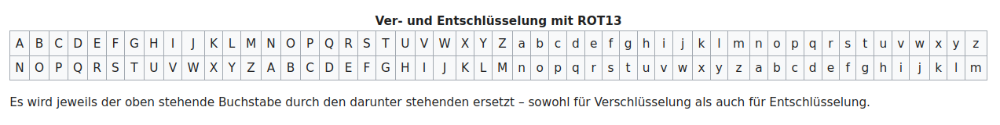 Ver- und Entschlüsselung mit ROT13
A B C D E F G H I J K L M N O P Q R S T U V W X Y Z a b c d e f g h i j k l m n o p q r s t u v w x y z
N O P Q R S T U V W X Y Z A B C D E F G H I J K L M n o p q r s t u v w x y z a b c d e f g h i j k l m
Es wird jeweils der oben stehende Buchstabe durch den darunter stehenden ersetzt – sowohl für Verschlüsselung als auch für Entschlüsselung.